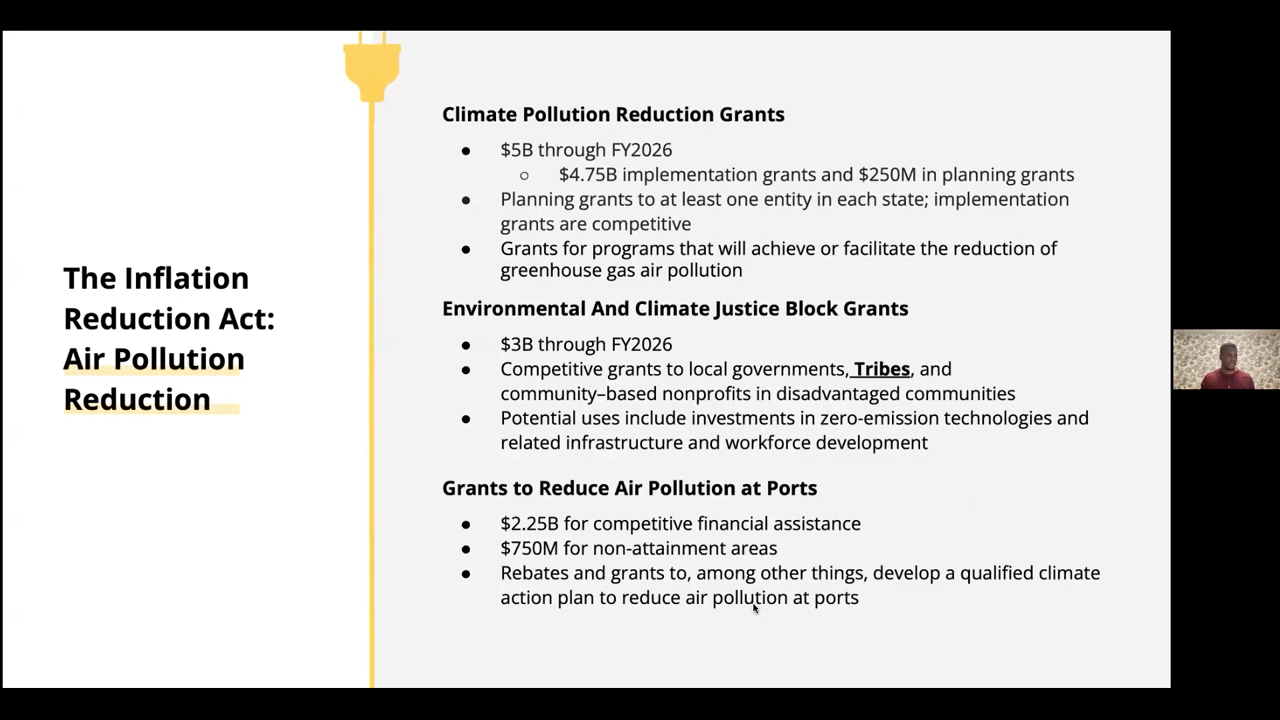 The Inflation
Reduction Act:
Air Pollution
Reduction
Climate Pollution Reduction Grants
● $5B through FY2026
○ $4.75B implementation grants and $250M in planning grants
● Planning grants to at least one entity in each state; implementation
grants are competitive
● Grants for programs that will achieve or facilitate the reduction of
greenhouse gas air pollution
Environmental And Climate Justice Block Grants
● $3B through FY2026
● Competitive grants to local governments, Tribes, and
community–based nonprofits in disadvantaged communities
● Potential uses include investments in zero-emission technologies and
related infrastructure and workforce development
Grants to Reduce Air Pollution at Ports
● $2.25B for competitive financial assistance
● $750M for non-attainment areas
● Rebates and grants to, among other things, develop a qualified climate
action plan to reduce air pollution at ports